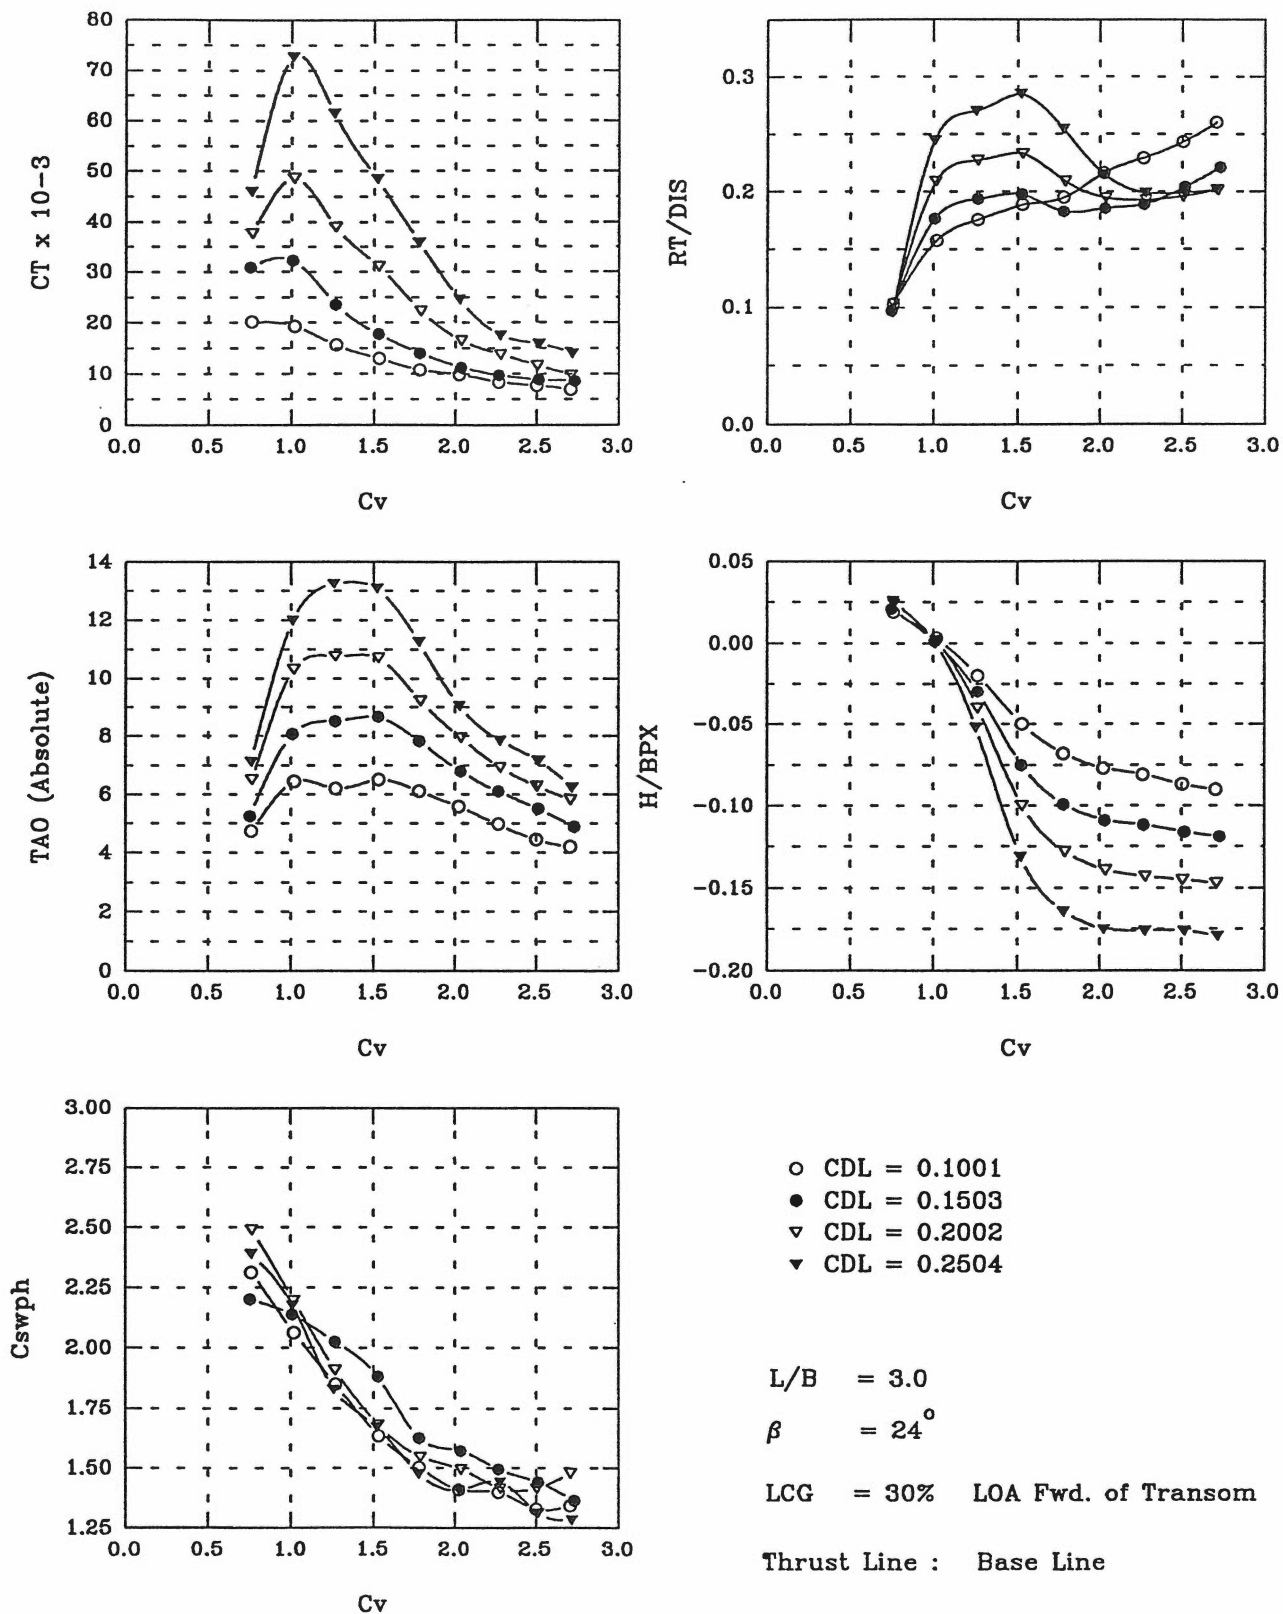 80
70
60
50
40
30
20
10
0
CT x 10-3
0.0 0.5 1.0 1.5 2.0 2.5 3.0
Cv
0.3
0.2
0.1
0.0
RT/DIS
0.0 0.5 1.0 1.5 2.0 2.5 3.0
Cv
14
12
10
8
6
4
2
0
TAO (Absolute)
0.0 0.5 1.0 1.5 2.0 2.5 3.0
Cv
0.05
0.00
-0.05
-0.10
-0.15
-0.20
H/BPX
0.0 0.5 1.0 1.5 2.0 2.5 3.0
Cv
3.00
2.75
2.50
2.25
2.00
1.75
1.50
1.25
Cswph
0.0 0.5 1.0 1.5 2.0 2.5 3.0
Cv
CDL = 0.1001
CDL = 0.1503
CDL = 0.2002
CDL = 0.2504
L/B = 3.0
β = 24°
LCG = 30% LOA Fwd. of Transom
Thrust Line : Base Line